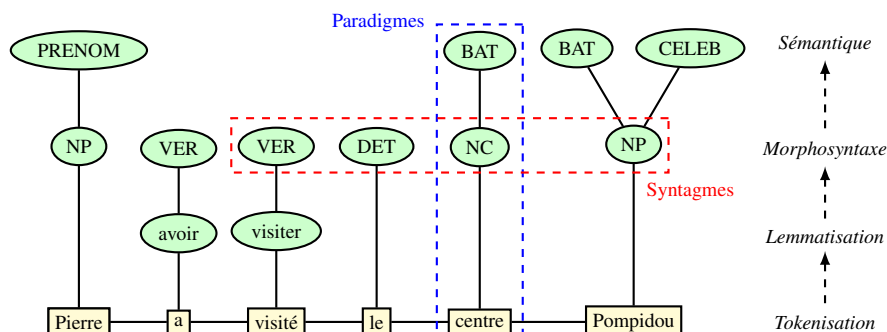 Paradigmes
PRENOM BAT BAT CELEB Sémantique
NP VER VER DET NC NP Morphosyntaxe
Syntagmes
avoir visiter Lemmatisation
Pierre a visité le centre Pompidou Tokenisation